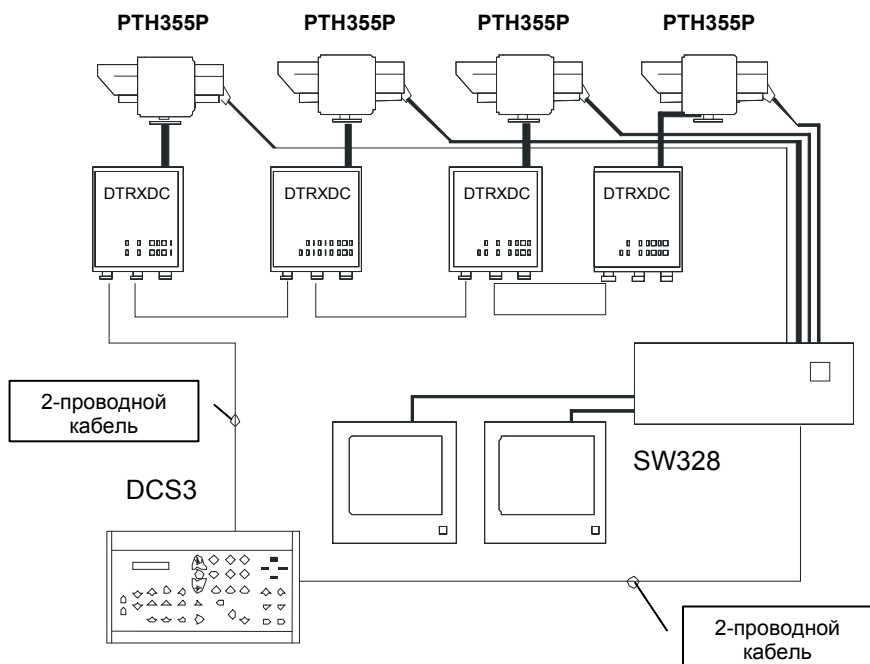 PTH355P
PTH355P
PTH355P
PTH355P
DTRXDC
DTRXDC
DTRXDC
DTRXDC
2-проводной
кабель
SW328
DCS3
2-проводной
кабель